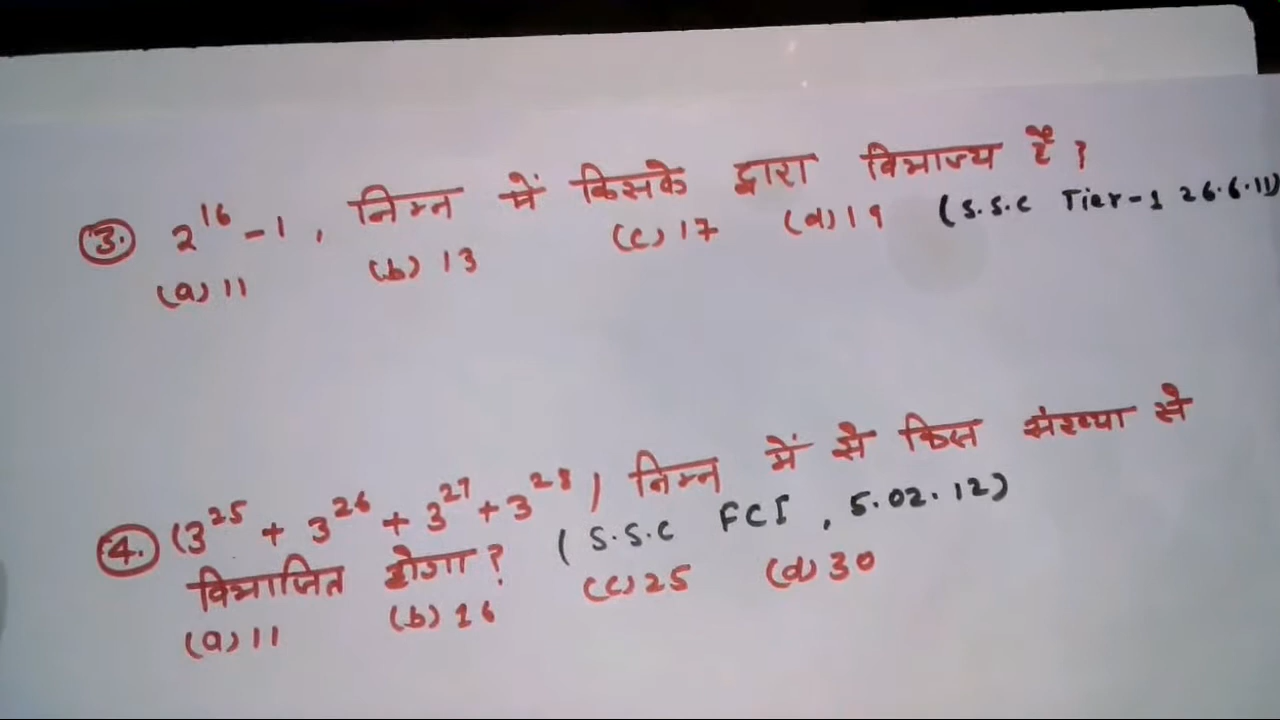 3. 2^16 - 1, निम्न में किसके द्वारा विभाज्य है?
(a) 11 (b) 13 (c) 17 (d) 19 (S.S.C Tier-1 26.6.11)
4. (3^25 + 3^26 + 3^27 + 3^28), निम्न में से किस संख्या से
विभाजित होगा? (S.S.C FCI, 5.02.12)
(a) 11 (b) 16 (c) 25 (d) 30